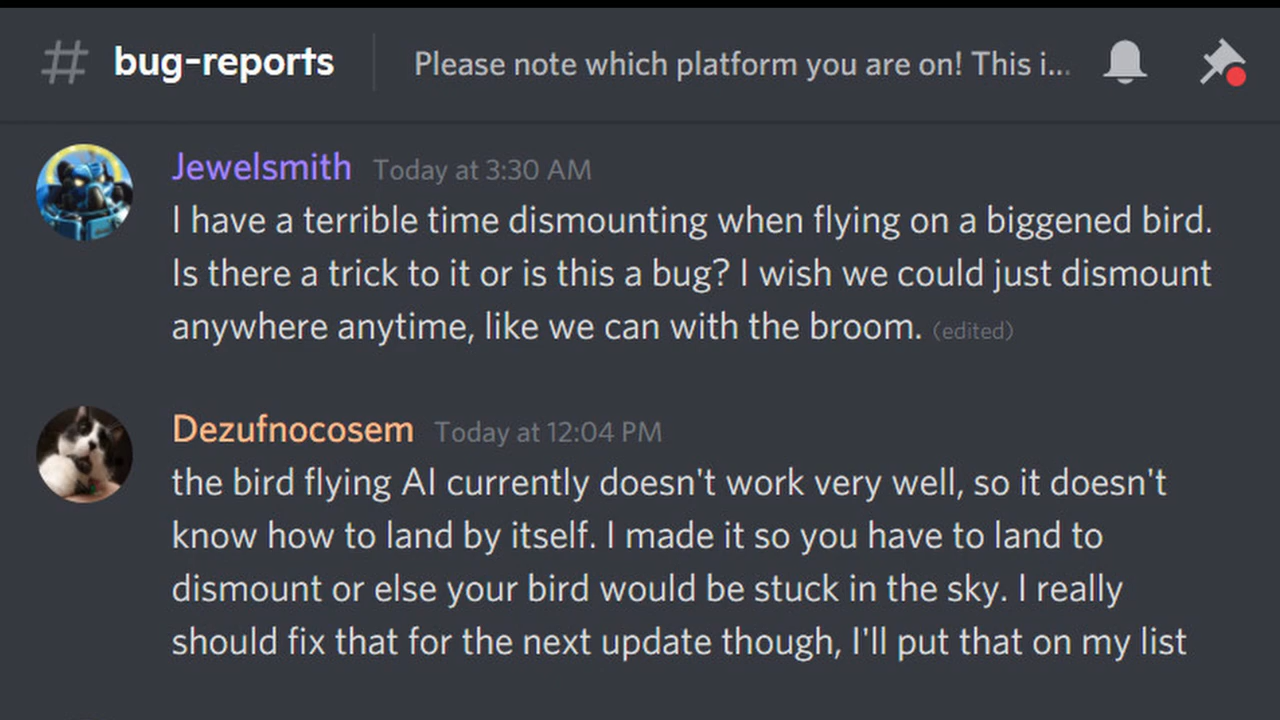 # bug-reports Please note which platform you are on! This i...
Jewelsmith Today at 3:30 AM
I have a terrible time dismounting when flying on a biggened bird.
Is there a trick to it or is this a bug? I wish we could just dismount
anywhere anytime, like we can with the broom. (edited)
Dezufnocosem Today at 12:04 PM
the bird flying AI currently doesn't work very well, so it doesn't
know how to land by itself. I made it so you have to land to
dismount or else your bird would be stuck in the sky. I really
should fix that for the next update though, I'll put that on my list